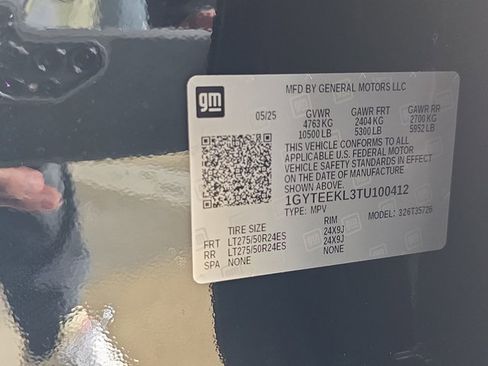 gm
MFD BY GENERAL MOTORS LLC
05/25 GVWR GAWR FRT GAWR RR
4763 KG 2404 KG 2700 KG
10500 LB 5300 LB 5952 LB
THIS VEHICLE CONFORMS TO ALL
APPLICABLE U.S. FEDERAL MOTOR
VEHICLE SAFETY STANDARDS IN EFFECT
ON THE DATE OF MANUFACTURE
SHOWN ABOVE.
1GYTEEKL3TU100412
TYPE: MPV MODEL: 326T35726
TIRE SIZE RIM
FRT LT275/50R24ES 24X9J
RR LT275/50R24ES 24X9J
SPA NONE NONE